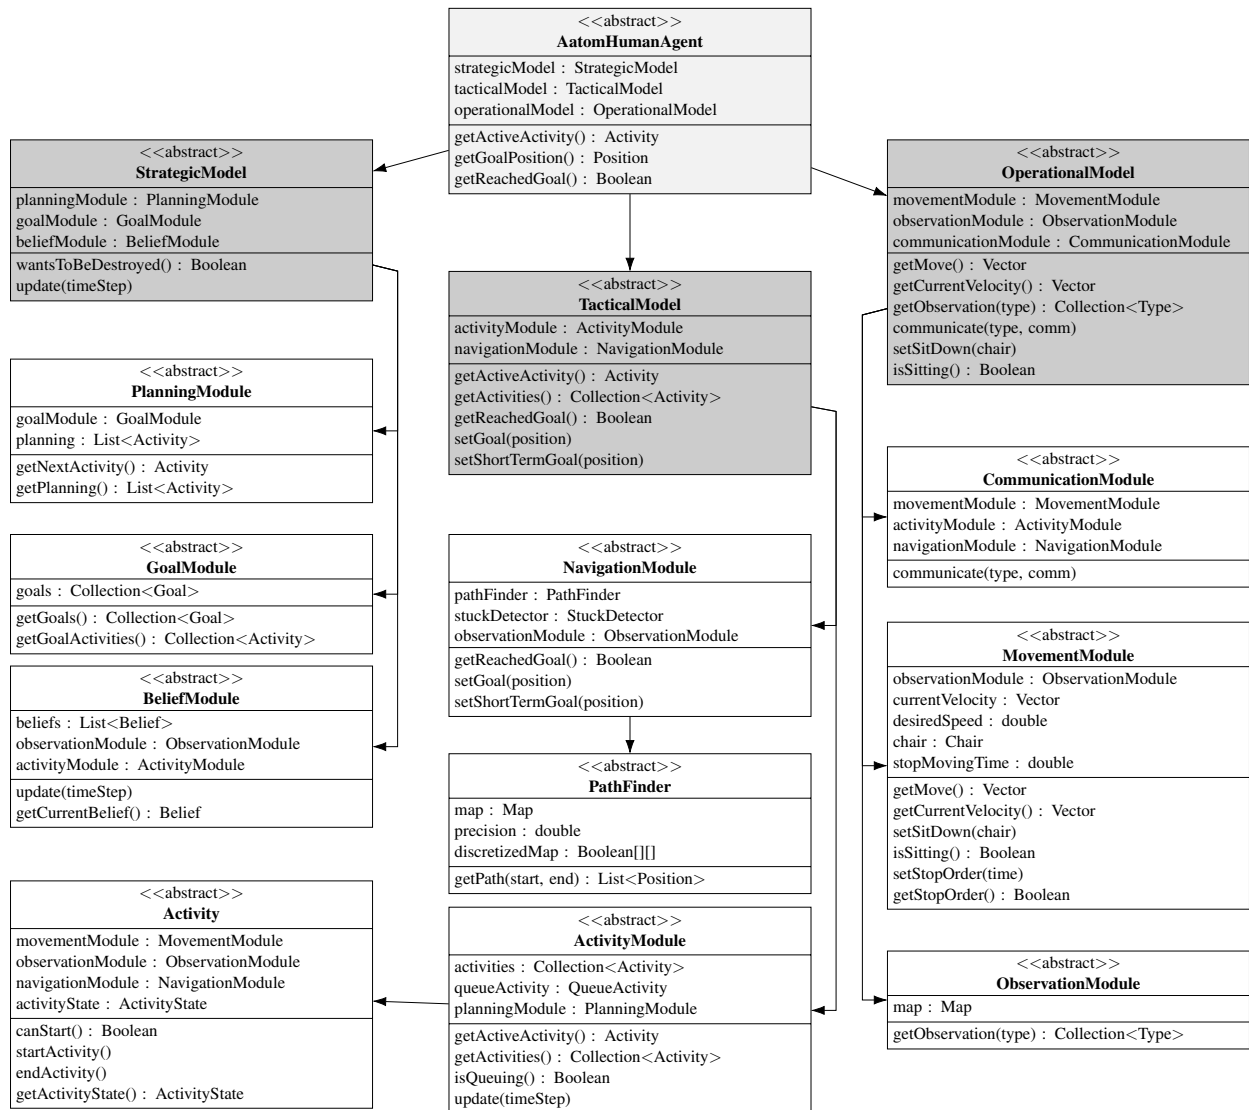 <<abstract>>
AatomHumanAgent
strategicModel : StrategicModel
tacticalModel : TacticalModel
operationalModel : OperationalModel
getActiveActivity() : Activity
getGoalPosition() : Position
getReachedGoal() : Boolean
<<abstract>>
StrategicModel
planningModule : PlanningModule
goalModule : GoalModule
beliefModule : BeliefModule
wantsToBeDestroyed() : Boolean
update(timeStep)
<<abstract>>
OperationalModel
movementModule : MovementModule
observationModule : ObservationModule
communicationModule : CommunicationModule
getMove() : Vector
getCurrentVelocity() : Vector
getObservation(type) : Collection<Type>
communicate(type, comm)
setSitDown(chair)
isSitting() : Boolean
<<abstract>>
TacticalModel
activityModule : ActivityModule
navigationModule : NavigationModule
getActiveActivity() : Activity
getActivities() : Collection<Activity>
getReachedGoal() : Boolean
setGoal(position)
setShortTermGoal(position)
<<abstract>>
PlanningModule
goalModule : GoalModule
planning : List<Activity>
getNextActivity() : Activity
getPlanning() : List<Activity>
<<abstract>>
CommunicationModule
movementModule : MovementModule
activityModule : ActivityModule
navigationModule : NavigationModule
communicate(type, comm)
<<abstract>>
GoalModule
goals : Collection<Goal>
getGoals() : Collection<Goal>
getGoalActivities() : Collection<Activity>
<<abstract>>
NavigationModule
pathFinder : PathFinder
stuckDetector : StuckDetector
observationModule : ObservationModule
getReachedGoal() : Boolean
setGoal(position)
setShortTermGoal(position)
<<abstract>>
MovementModule
observationModule : ObservationModule
currentVelocity : Vector
desiredSpeed : double
chair : Chair
stopMovingTime : double
getMove() : Vector
getCurrentVelocity() : Vector
setSitDown(chair)
isSitting() : Boolean
setStopOrder(time)
getStopOrder() : Boolean
<<abstract>>
BeliefModule
beliefs : List<Belief>
observationModule : ObservationModule
activityModule : ActivityModule
update(timeStep)
getCurrentBelief() : Belief
<<abstract>>
PathFinder
map : Map
precision : double
discretizedMap : Boolean[][]
getPath(start, end) : List<Position>
<<abstract>>
Activity
movementModule : MovementModule
observationModule : ObservationModule
navigationModule : NavigationModule
activityState : ActivityState
canStart() : Boolean
startActivity()
endActivity()
getActivityState() : ActivityState
<<abstract>>
ActivityModule
activities : Collection<Activity>
queueActivity : QueueActivity
planningModule : PlanningModule
getActiveActivity() : Activity
getActivities() : Collection<Activity>
isQueuing() : Boolean
update(timeStep)
<<abstract>>
ObservationModule
map : Map
getObservation(type) : Collection<Type>